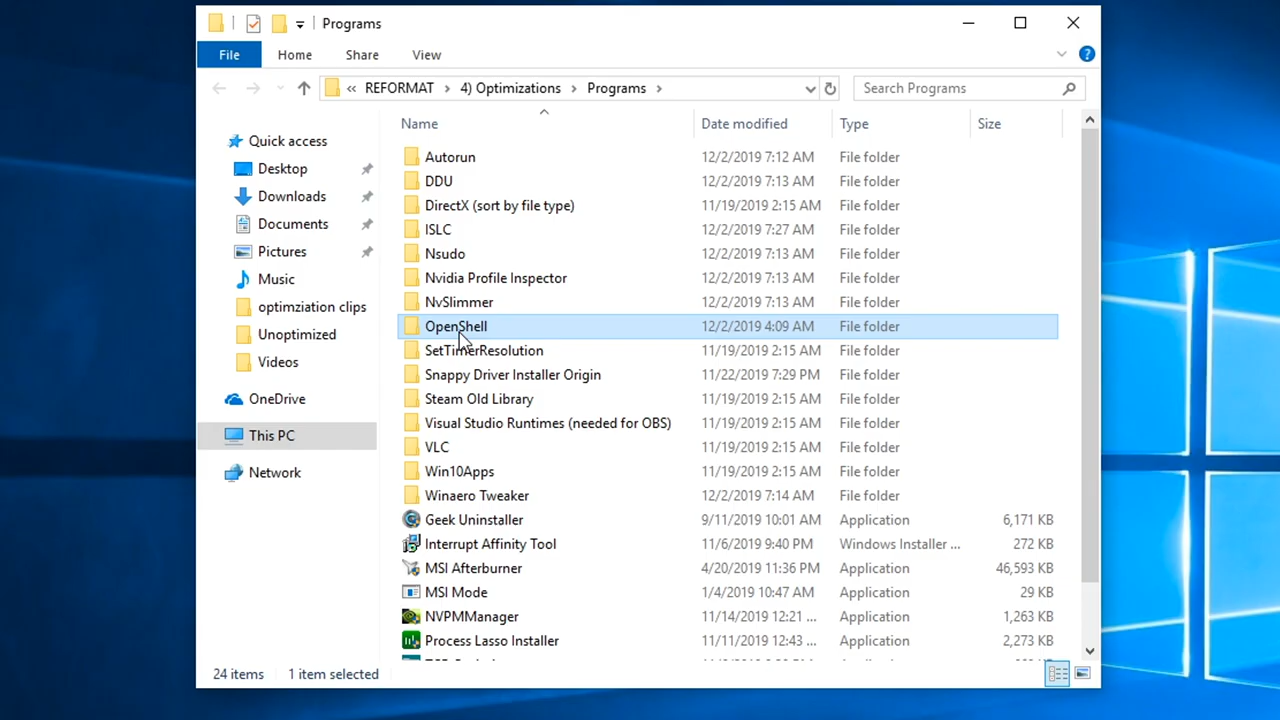 Programs
File Home Share View
« REFORMAT > 4) Optimizations > Programs > Search Programs
Name Date modified Type Size
Quick access
Desktop
Downloads
Documents
Pictures
Music
optimziation clips
Unoptimized
Videos
OneDrive
This PC
Network
Autorun 12/2/2019 7:12 AM File folder
DDU 12/2/2019 7:13 AM File folder
DirectX (sort by file type) 11/19/2019 2:15 AM File folder
ISLC 12/2/2019 7:27 AM File folder
Nsudo 12/2/2019 7:13 AM File folder
Nvidia Profile Inspector 12/2/2019 7:13 AM File folder
NvSlimmer 12/2/2019 7:13 AM File folder
OpenShell 12/2/2019 4:09 AM File folder
SetTimerResolution 11/19/2019 2:15 AM File folder
Snappy Driver Installer Origin 11/22/2019 7:29 PM File folder
Steam Old Library 11/19/2019 2:15 AM File folder
Visual Studio Runtimes (needed for OBS) 11/19/2019 2:15 AM File folder
VLC 11/19/2019 2:15 AM File folder
Win10Apps 11/19/2019 2:15 AM File folder
Winaero Tweaker 12/2/2019 7:14 AM File folder
Geek Uninstaller 9/11/2019 10:01 AM Application 6,171 KB
Interrupt Affinity Tool 11/6/2019 9:40 PM Windows Installer ... 272 KB
MSI Afterburner 4/20/2019 11:36 PM Application 46,593 KB
MSI Mode 1/4/2019 10:47 AM Application 29 KB
NVPMManager 11/14/2019 12:21 ... Application 1,263 KB
Process Lasso Installer 11/11/2019 12:43 ... Application 2,273 KB
24 items 1 item selected